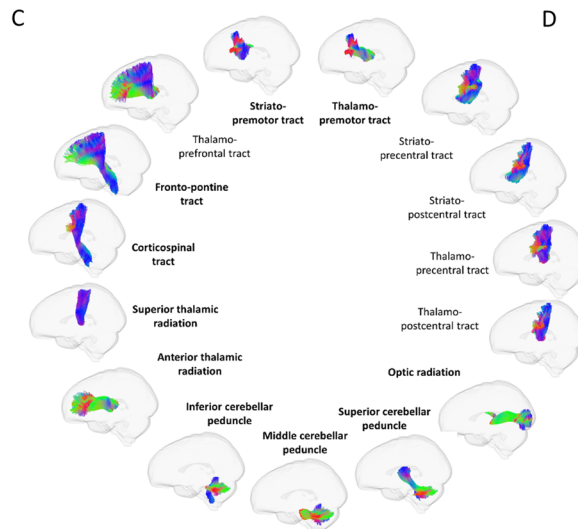 C
D
Striato-
premotor tract
Thalamo-
premotor tract
Thalamo-
prefrontal tract
Striato-
precentral tract
Fronto-pontine
tract
Striato-
postcentral tract
Corticospinal
tract
Thalamo-
precentral tract
Superior thalamic
radiation
Thalamo-
postcentral tract
Anterior thalamic
radiation
Optic radiation
Inferior cerebellar
peduncle
Superior cerebellar
peduncle
Middle cerebellar
peduncle